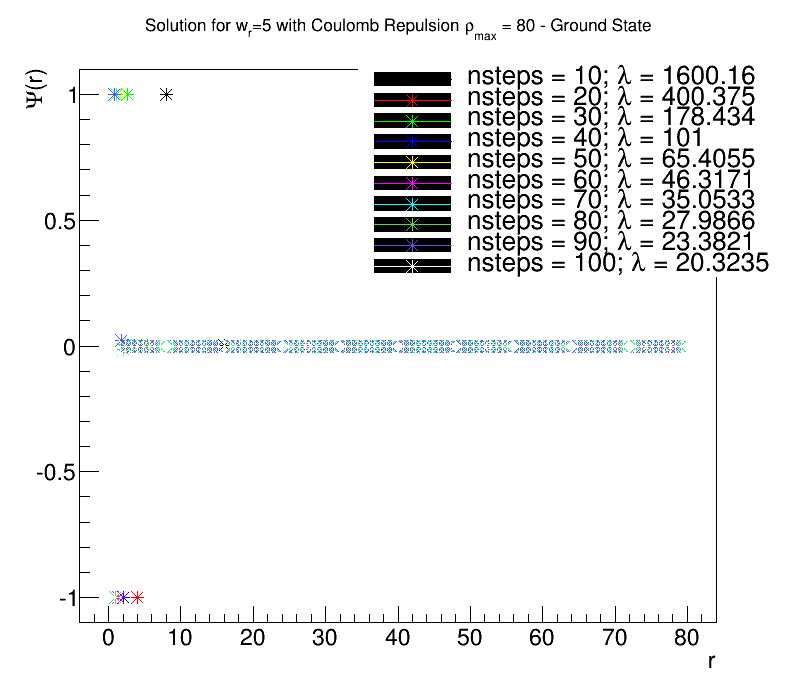 Solution for wr=5 with Coulomb Repulsion ρmax = 80 - Ground State
Ψ(r)
nsteps = 10; λ = 1600.16
nsteps = 20; λ = 400.375
nsteps = 30; λ = 178.434
nsteps = 40; λ = 101
nsteps = 50; λ = 65.4055
nsteps = 60; λ = 46.3171
nsteps = 70; λ = 35.0533
nsteps = 80; λ = 27.9866
nsteps = 90; λ = 23.3821
nsteps = 100; λ = 20.3235
1
0.5
0
-0.5
-1
0 10 20 30 40 50 60 70 80
r